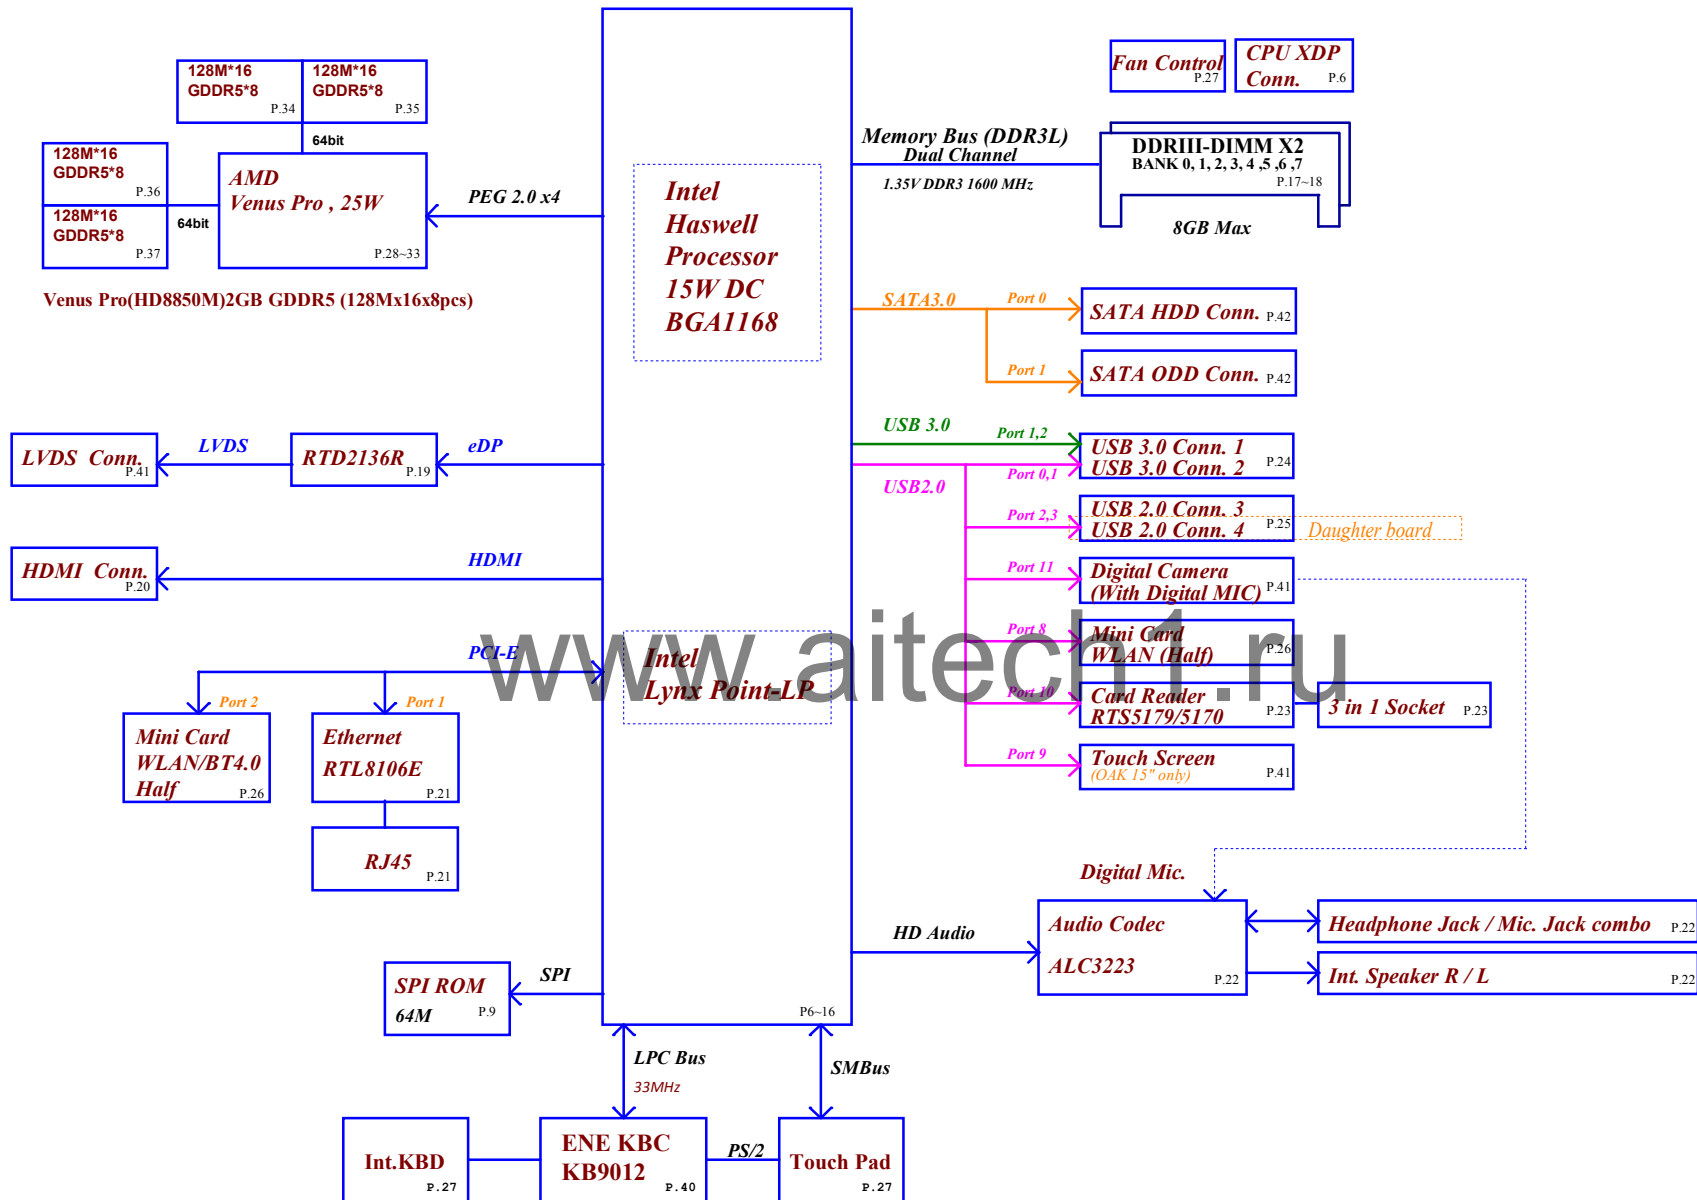 128M*16
GDDR5*8
P.34
128M*16
GDDR5*8
P.35
64bit
128M*16
GDDR5*8
P.36
128M*16
GDDR5*8
P.37
64bit
AMD
Venus Pro , 25W
P.28~33
PEG 2.0 x4
Venus Pro(HD8850M)2GB GDDR5 (128Mx16x8pcs)
Intel
Haswell
Processor
15W DC
BGA1168
Fan Control
P.27
CPU XDP
Conn.
P.6
Memory Bus (DDR3L)
Dual Channel
1.35V DDR3 1600 MHz
DDRIII-DIMM X2
BANK 0, 1, 2, 3, 4 ,5 ,6 ,7
P.17~18
8GB Max
SATA3.0
Port 0
SATA HDD Conn.
P.42
Port 1
SATA ODD Conn.
P.42
USB 3.0
Port 1,2
USB 3.0 Conn. 1
USB 3.0 Conn. 2
P.24
USB2.0
Port 0,1
Port 2,3
USB 2.0 Conn. 3
USB 2.0 Conn. 4
P.25
Daughter board
Port 11
Digital Camera
(With Digital MIC)
P.41
Port 8
Mini Card
WLAN (Half)
P.26
Port 10
Card Reader
RTS5179/5170
P.23
3 in 1 Socket
P.23
Port 9
Touch Screen
(OAK 15" only)
P.41
LVDS Conn.
P.41
LVDS
RTD2136R
P.19
eDP
HDMI Conn.
P.20
HDMI
www.aitech1.ru
Intel
Lynx Point-LP
PCI-E
Port 2
Port 1
Mini Card
WLAN/BT4.0
Half
P.26
Ethernet
RTL8106E
P.21
RJ45
P.21
Digital Mic.
HD Audio
Audio Codec
ALC3223
P.22
Headphone Jack / Mic. Jack combo
P.22
Int. Speaker R / L
P.22
SPI ROM
64M
P.9
SPI
P6~16
LPC Bus
33MHz
SMBus
Int.KBD
P.27
ENE KBC
KB9012
P.40
PS/2
Touch Pad
P.27